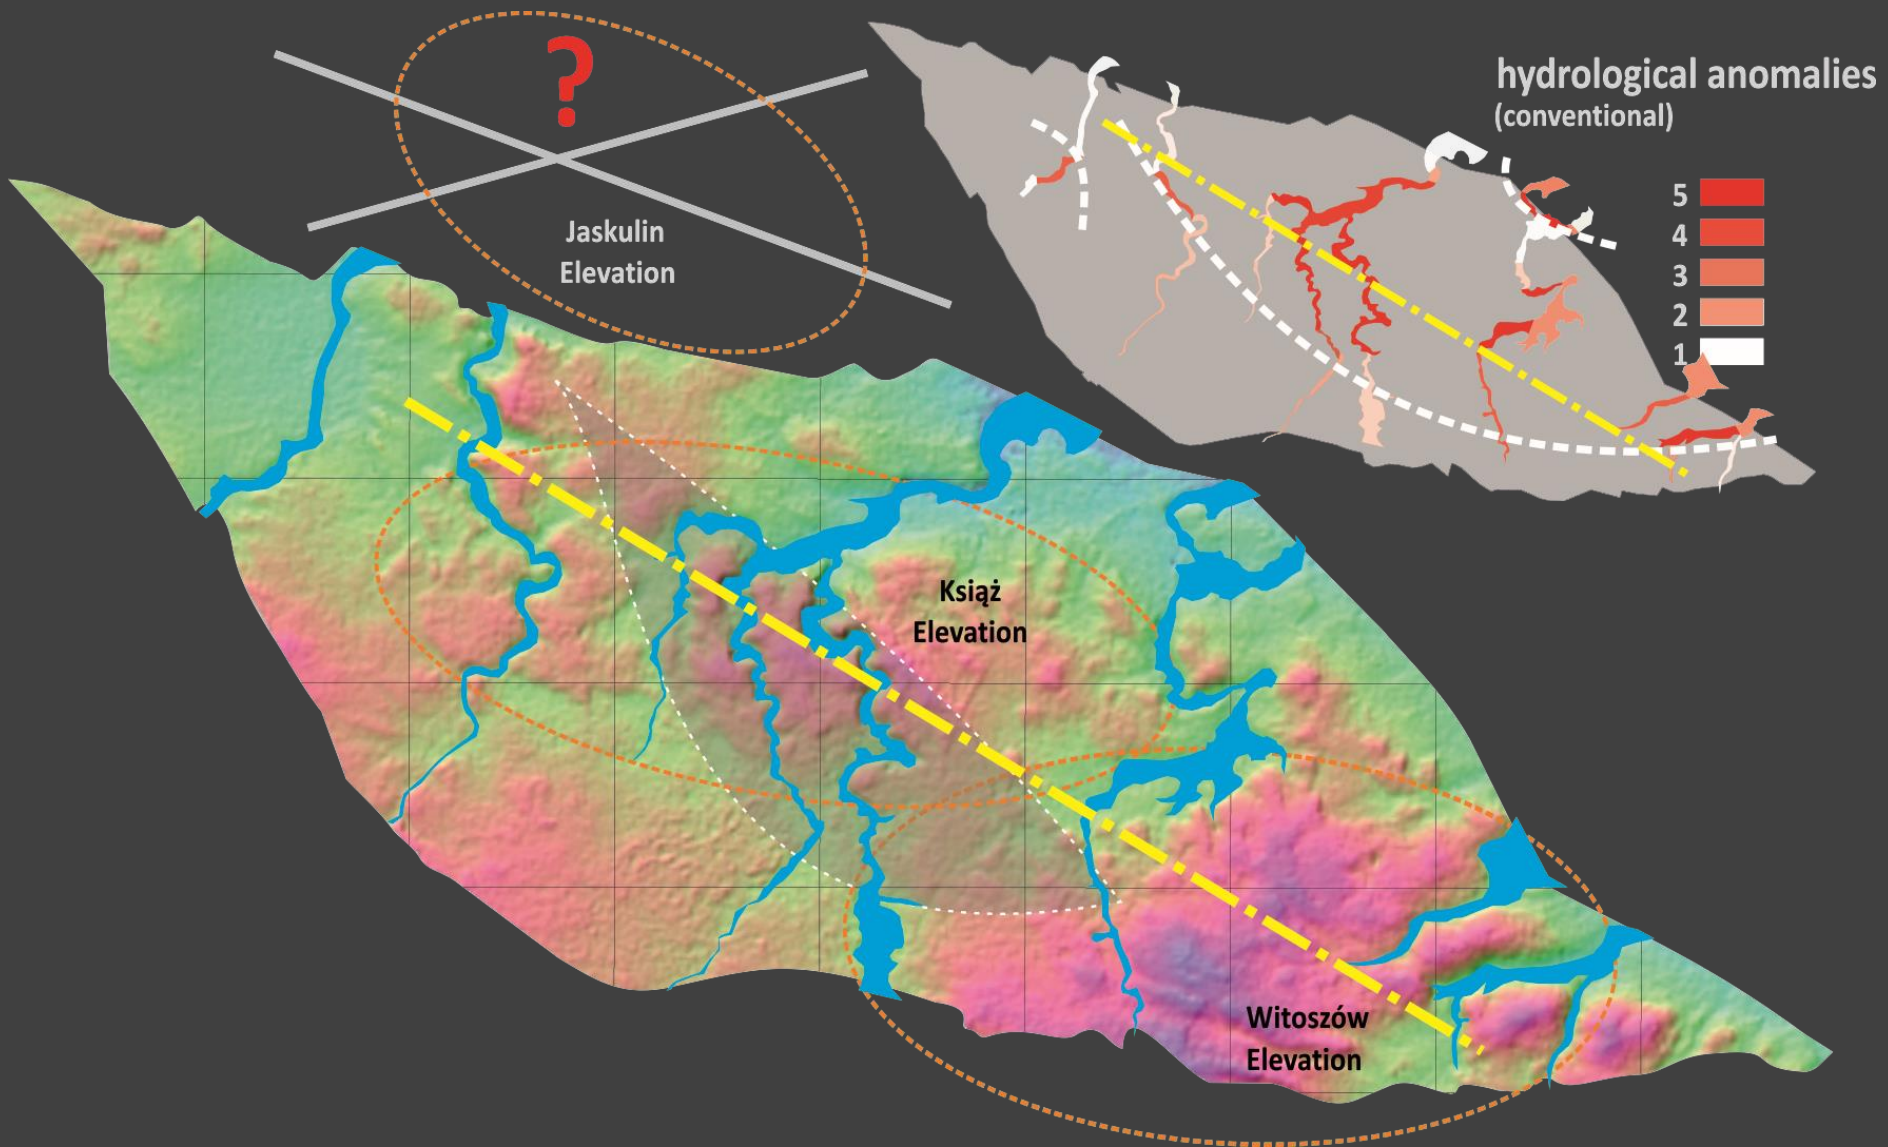 ?
Jaskulin
Elevation
hydrological anomalies
(conventional)
5
4
3
2
1
Książ
Elevation
Witoszów
Elevation